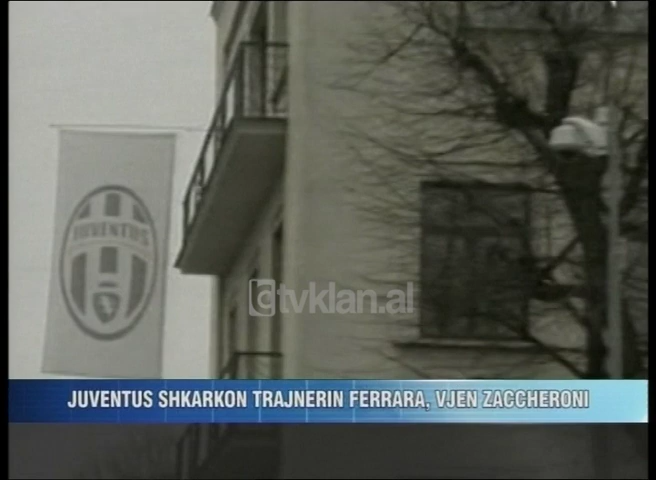 JUVENTUS
tvklan.al
JUVENTUS SHKARKON TRAJNERIN FERRARA, VJEN ZACCHERONI